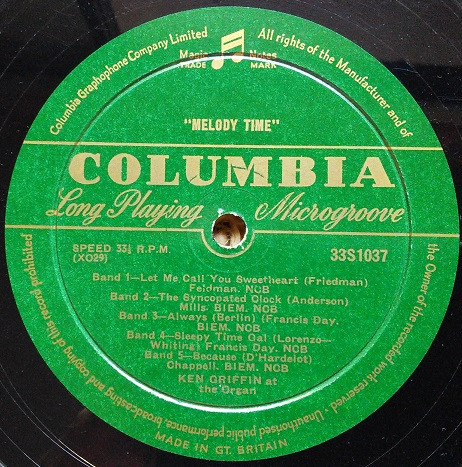 Columbia Graphophone Company Limited
Magic Notes
TRADE MARK
All rights of the Manufacturer and of
the Owner of the recorded work reserved
Unauthorised public performance, broadcasting and copying of this record prohibited
"MELODY TIME"
COLUMBIA
Long Playing Microgroove
SPEED 33⅓ R.P.M.
(XO29)
33S1037
Band 1—Let Me Call You Sweetheart (Friedman)
Feldman. NCB
Band 2—The Syncopated Clock (Anderson)
Mills. BIEM. NCB
Band 3—Always (Berlin) (Francis Day.
BIEM. NCB
Band 4—Sleepy Time Gal (Lorenzo—
Whiting) Francis Day. NCB
Band 5—Because (D'Hardelot)
Chappell. BIEM. NCB
KEN GRIFFIN at
the Organ
MADE IN GT. BRITAIN